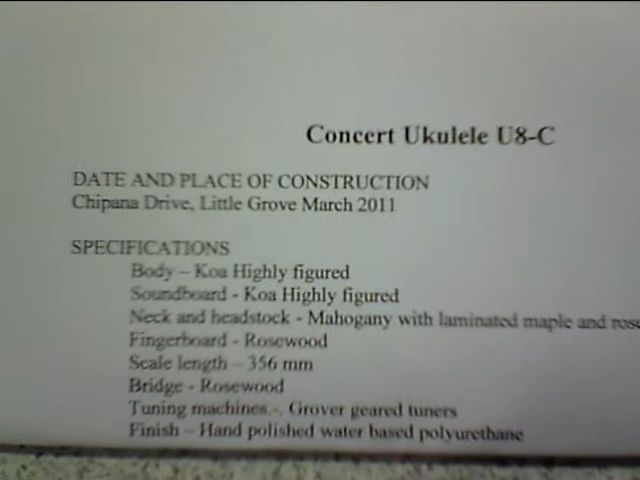 Concert Ukulele U8-C
DATE AND PLACE OF CONSTRUCTION
Chipana Drive, Little Grove March 2011
SPECIFICATIONS
Body – Koa Highly figured
Soundboard - Koa Highly figured
Neck and headstock - Mahogany with laminated maple and rose
Fingerboard - Rosewood
Scale length – 356 mm
Bridge - Rosewood
Tuning machines.-. Grover geared tuners
Finish – Hand polished water based polyurethane